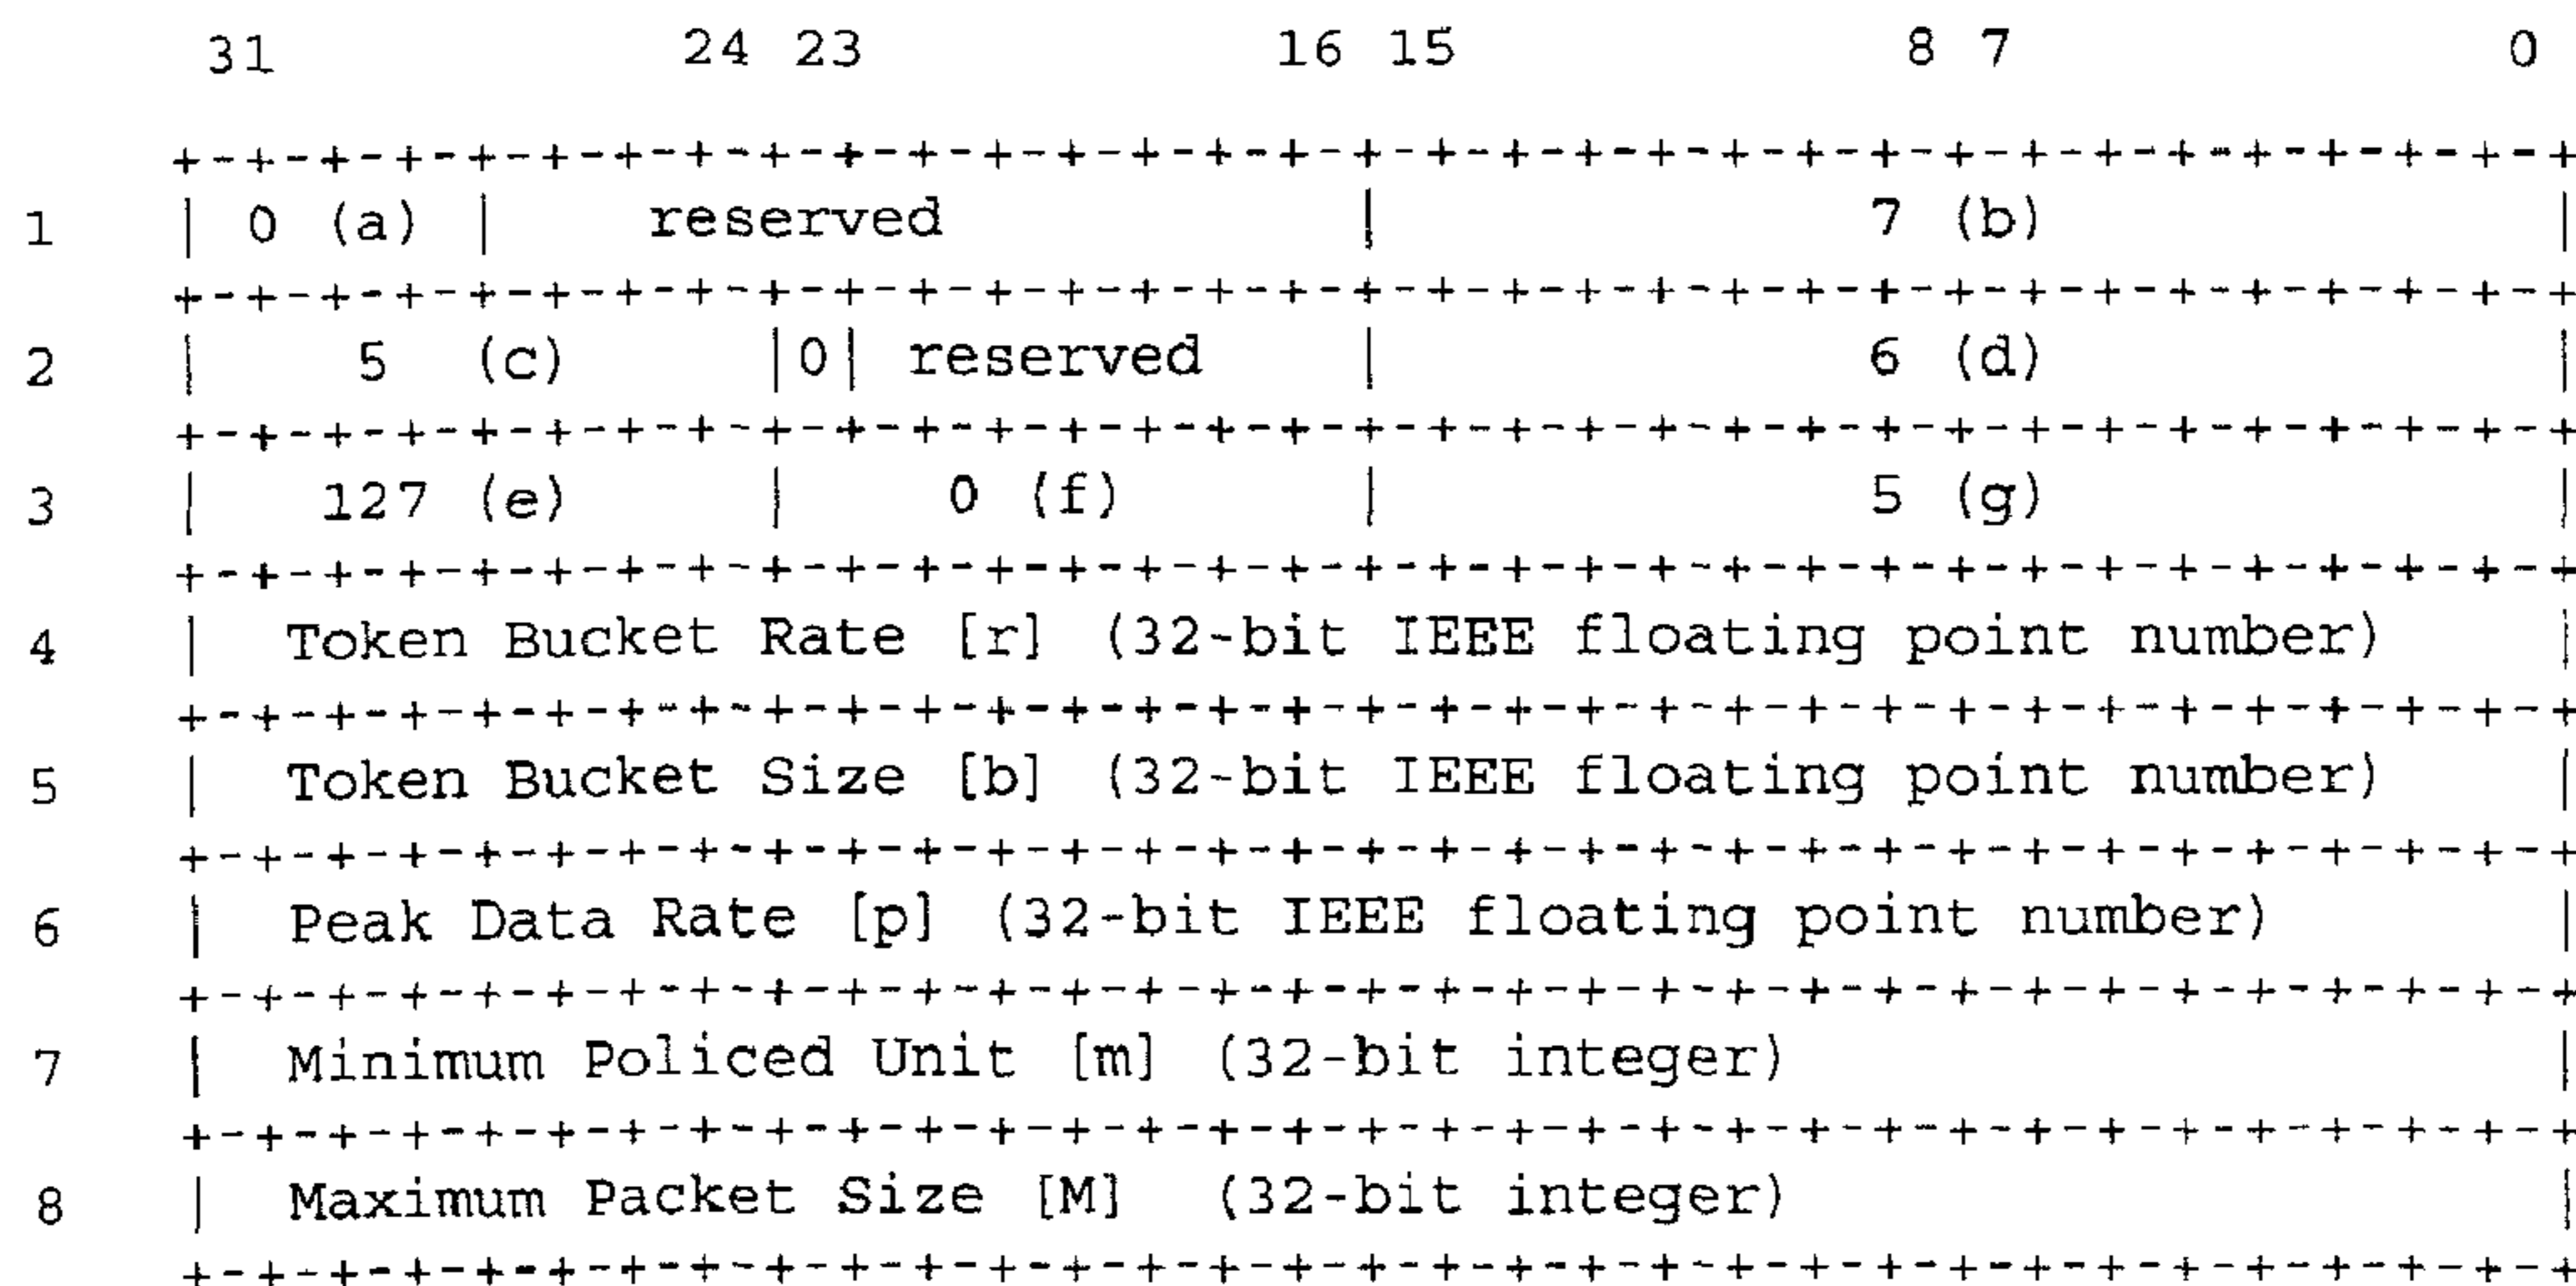 31 24 23 16 15 8 7 0
+-+-+-+-+-+-+-+-+-+-+-+-+-+-+-+-+-+-+-+-+-+-+-+-+-+-+-+-+-+-+-+-+
1 | 0 (a) | reserved | 7 (b) |
+-+-+-+-+-+-+-+-+-+-+-+-+-+-+-+-+-+-+-+-+-+-+-+-+-+-+-+-+-+-+-+-+
2 | 5 (c) |0| reserved | 6 (d) |
+-+-+-+-+-+-+-+-+-+-+-+-+-+-+-+-+-+-+-+-+-+-+-+-+-+-+-+-+-+-+-+-+
3 | 127 (e) | 0 (f) | 5 (g) |
+-+-+-+-+-+-+-+-+-+-+-+-+-+-+-+-+-+-+-+-+-+-+-+-+-+-+-+-+-+-+-+-+
4 | Token Bucket Rate [r] (32-bit IEEE floating point number) |
+-+-+-+-+-+-+-+-+-+-+-+-+-+-+-+-+-+-+-+-+-+-+-+-+-+-+-+-+-+-+-+-+
5 | Token Bucket Size [b] (32-bit IEEE floating point number) |
+-+-+-+-+-+-+-+-+-+-+-+-+-+-+-+-+-+-+-+-+-+-+-+-+-+-+-+-+-+-+-+-+
6 | Peak Data Rate [p] (32-bit IEEE floating point number) |
+-+-+-+-+-+-+-+-+-+-+-+-+-+-+-+-+-+-+-+-+-+-+-+-+-+-+-+-+-+-+-+-+
7 | Minimum Policed Unit [m] (32-bit integer) |
+-+-+-+-+-+-+-+-+-+-+-+-+-+-+-+-+-+-+-+-+-+-+-+-+-+-+-+-+-+-+-+-+
8 | Maximum Packet Size [M] (32-bit integer) |
+-+-+-+-+-+-+-+-+-+-+-+-+-+-+-+-+-+-+-+-+-+-+-+-+-+-+-+-+-+-+-+-+